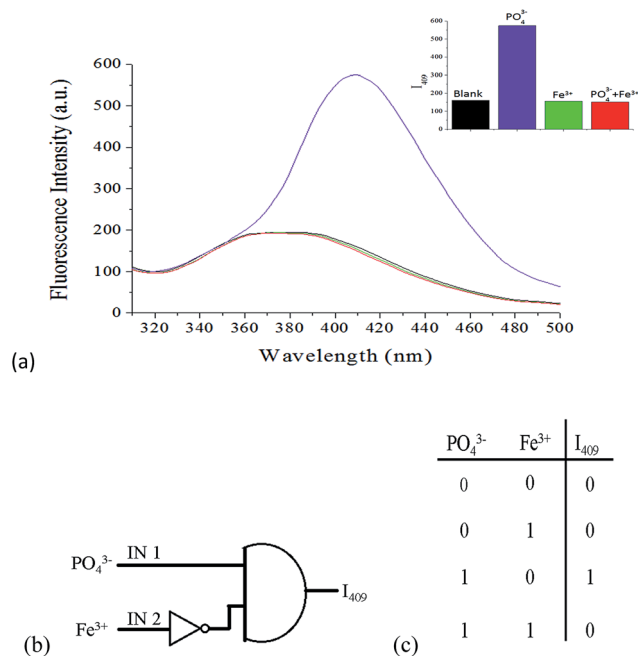 PO₄³⁻
600
500
400
300
200
100
0
I₄₀₉
Blank
Fe³⁺
PO₄³⁻+Fe³⁺
600
500
400
300
200
100
0
Fluorescence Intensity (a.u.)
320 340 360 380 400 420 440 460 480 500
Wavelength (nm)
(a)
PO₄³⁻ IN 1
I₄₀₉
Fe³⁺ IN 2
(b)
PO₄³⁻ Fe³⁺ I₄₀₉
0 0 0
0 1 0
1 0 1
1 1 0
(c)